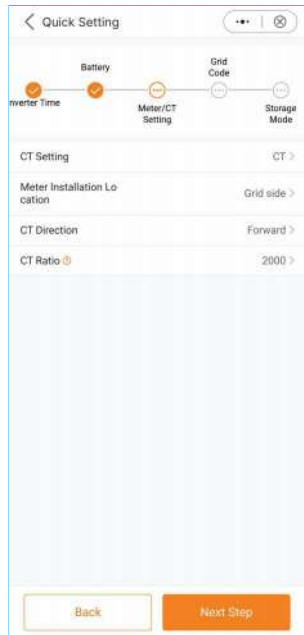 Quick Setting
Battery
Grid
Code
nverter Time
Meter/CT
Setting
Storage
Mode
CT Setting
CT
Meter Installation Lo
cation
Grid side
CT Direction
Forward
CT Ratio
2000
Back
Next Step